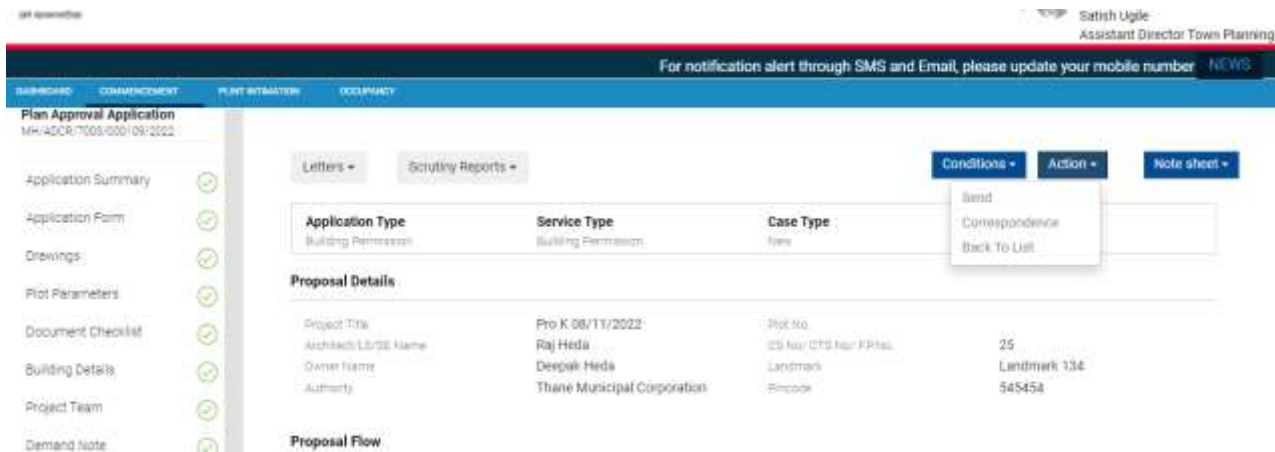 Satish Ugile
Assistant Director Town Planning
For notification alert through SMS and Email, please update your mobile number NEWS
DASHBOARD COMMENCEMENT PLINT INTIMATION OCCUPANCY
Plan Approval Application
MH/ADCR/TOOS/000109/2022
Letters Scrutiny Reports Conditions Action Note sheet
Application Summary
Send
Application Form
Application Type Service Type Case Type
Correspondence
Building Permission Building Permission New
Back To List
Drawings
Proposal Details
Plot Parameters
Project Title Pro K 08/11/2022 Plot No
Document Checklist
Architect/LS/SE Name Raj Heda CS No/ CTS No/ F.P.No. 25
Owner Name Deepak Heda Landmark Landmark 134
Building Details
Authority Thane Municipal Corporation Pincode 545454
Project Team
Demand Note
Proposal Flow